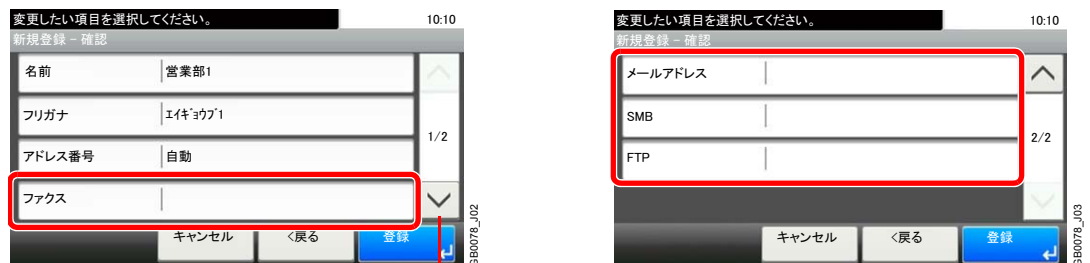 変更したい項目を選択してください。 10:10
新規登録 - 確認
名前 営業部1
フリガナ ｴｲｷﾞｮｳﾌﾞ1
アドレス番号 自動
1/2
ファクス
キャンセル <戻る 登録
GB0078_J02
変更したい項目を選択してください。 10:10
新規登録 - 確認
メールアドレス
SMB
2/2
FTP
キャンセル <戻る 登録
GB0078_J03